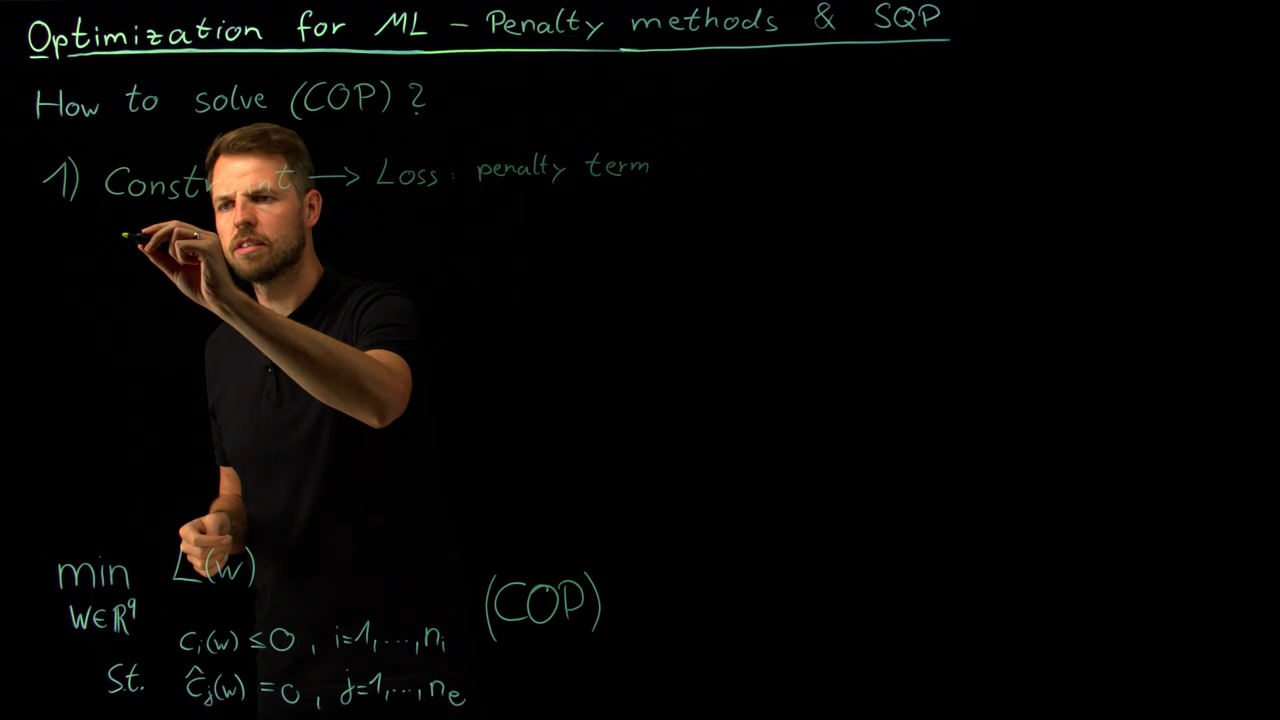 Optimization for ML - Penalty methods & SQP
How to solve (COP)?
1) Constraint → Loss: penalty term
min L(w)
w∈ℝ^q
(COP)
c_i(w) ≤ 0, i=1,...,n_i
s.t. ĉ_j(w) = 0, j=1,...,n_e